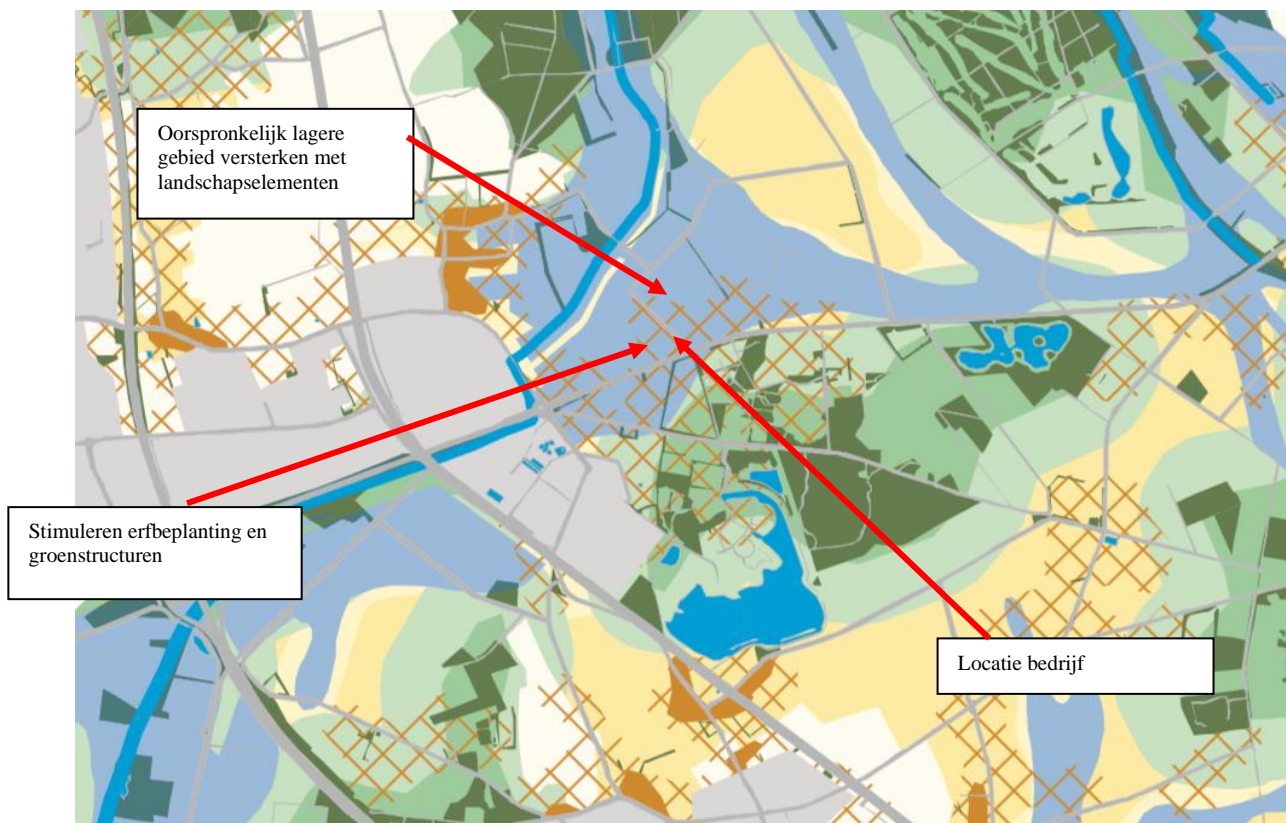 Oorspronkelijk lagere
gebied versterken met
landschapselementen
Stimuleren erfbeplanting en
groenstructuren
Locatie bedrijf